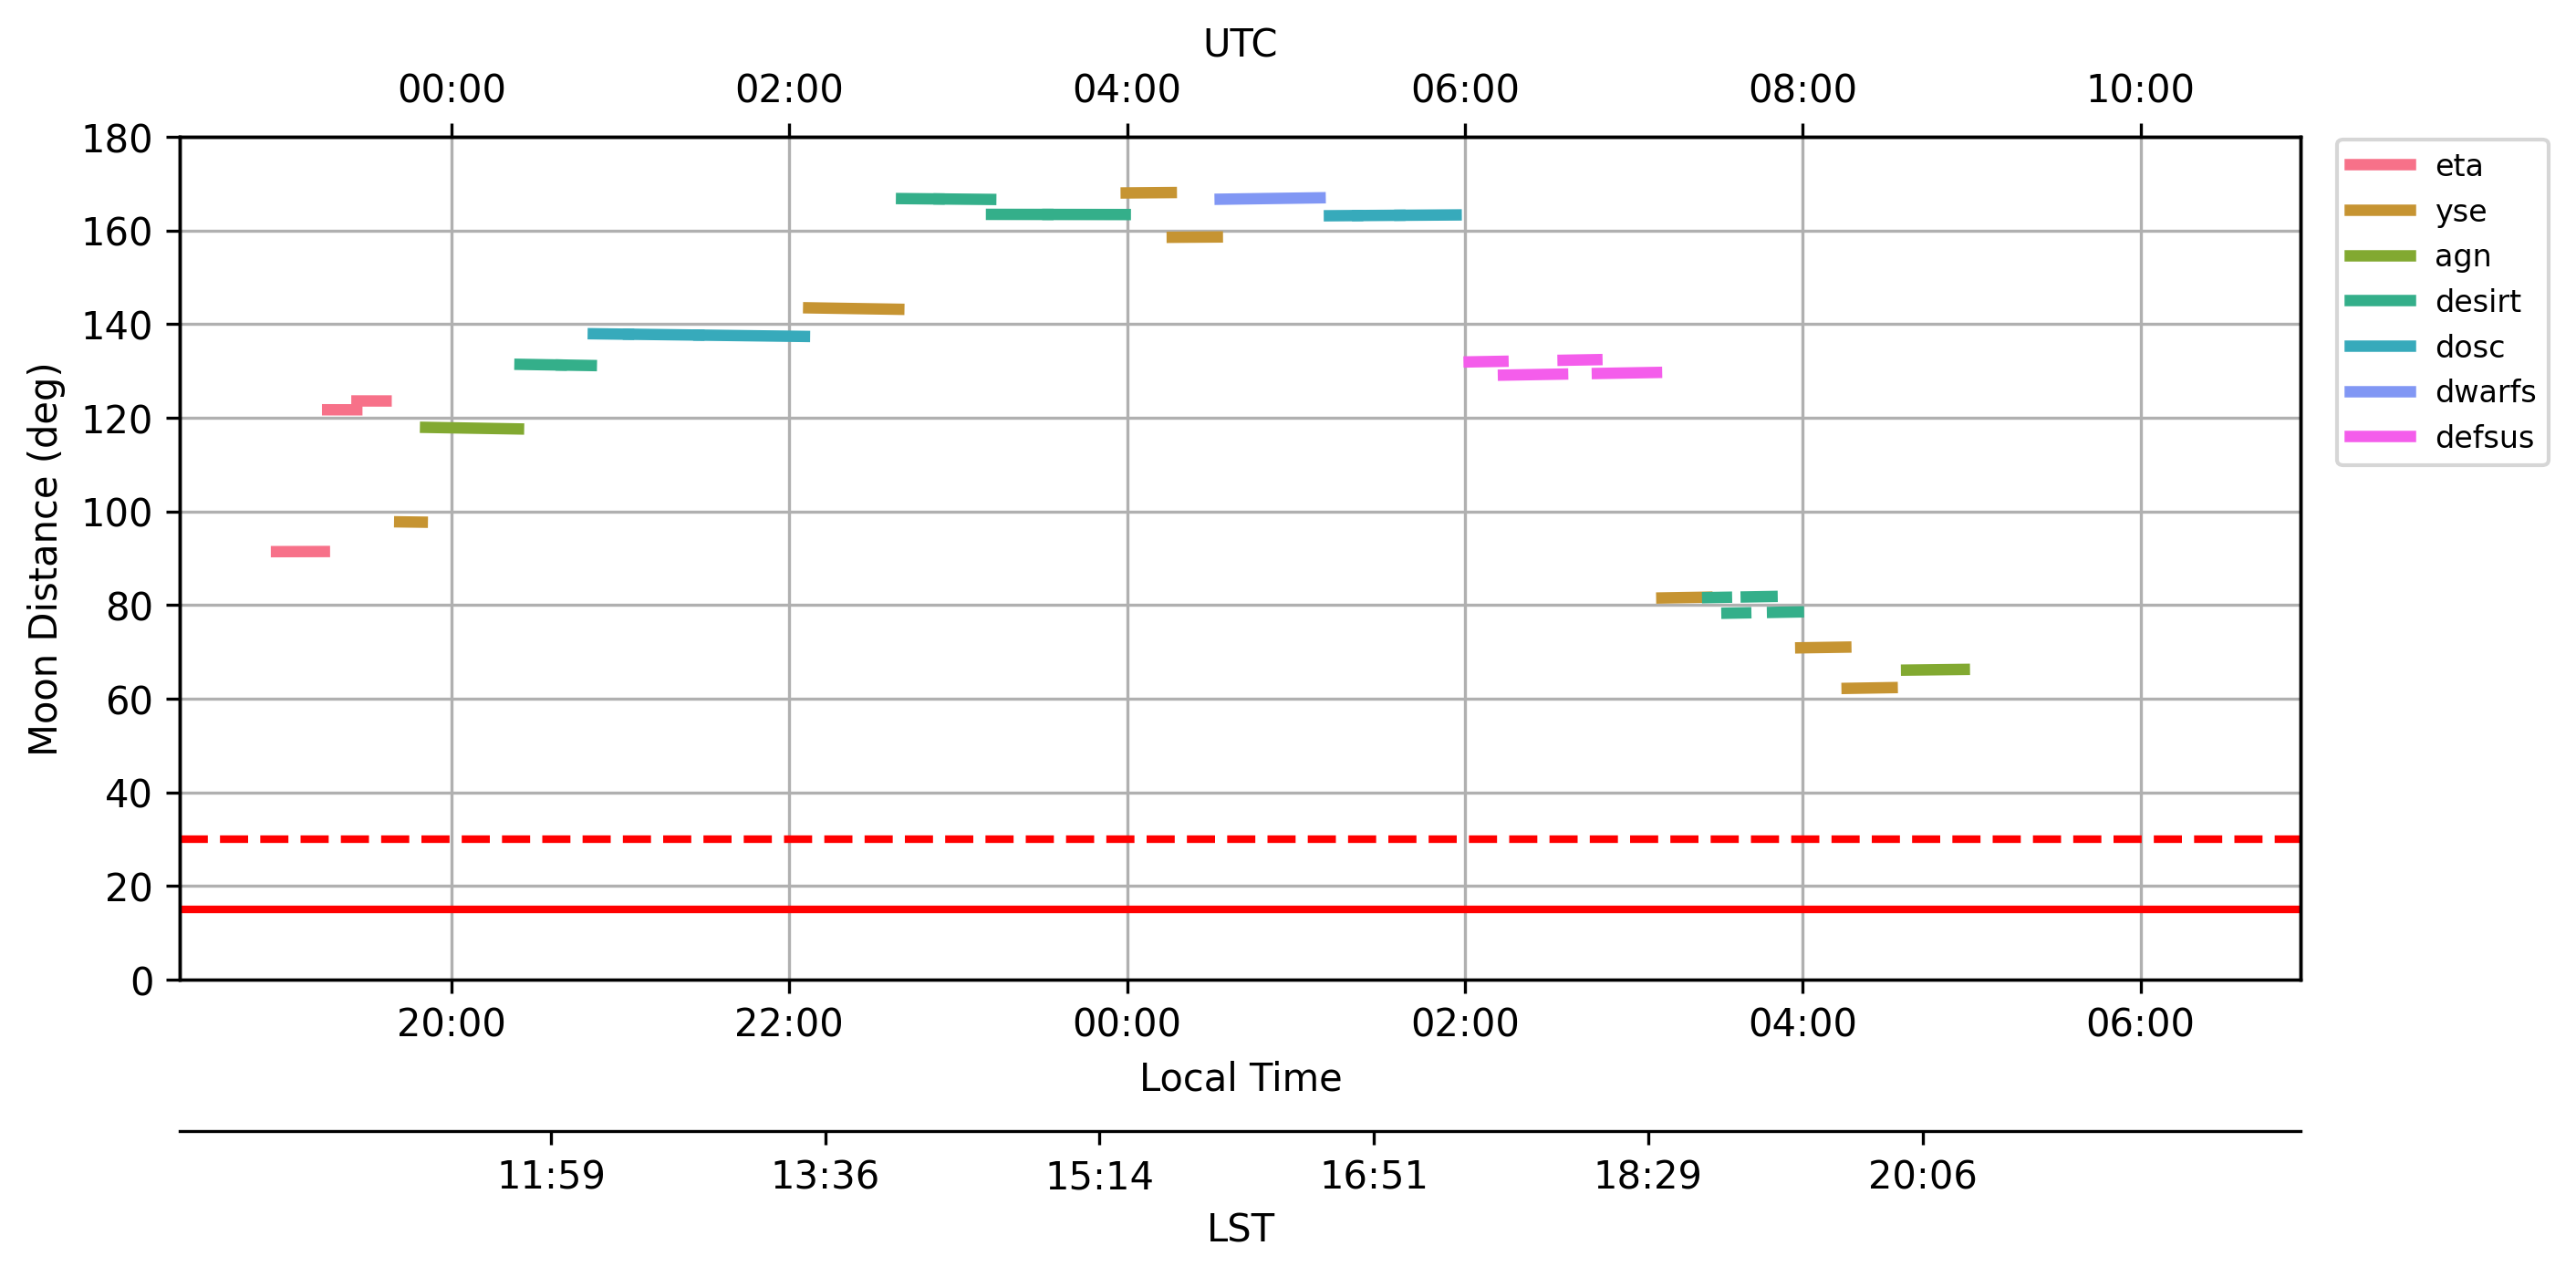 UTC
00:00 02:00 04:00 06:00 08:00 10:00
Moon Distance (deg)
180
160
140
120
100
80
60
40
20
0
eta
yse
agn
desirt
dosc
dwarfs
defsus
20:00 22:00 00:00 02:00 04:00 06:00
Local Time
11:59 13:36 15:14 16:51 18:29 20:06
LST